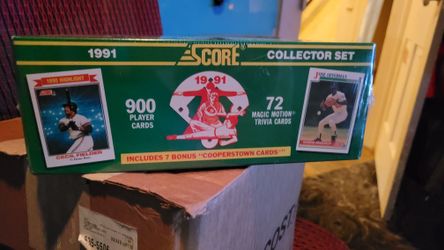 1991
SCORE
COLLECTOR SET
1990 HIGHLIGHT
1991
900
PLAYER
CARDS
72
MAGIC MOTION
TRIVIA CARDS
CECIL FIELDER
INCLUDES 7 BONUS "COOPERSTOWN CARDS"